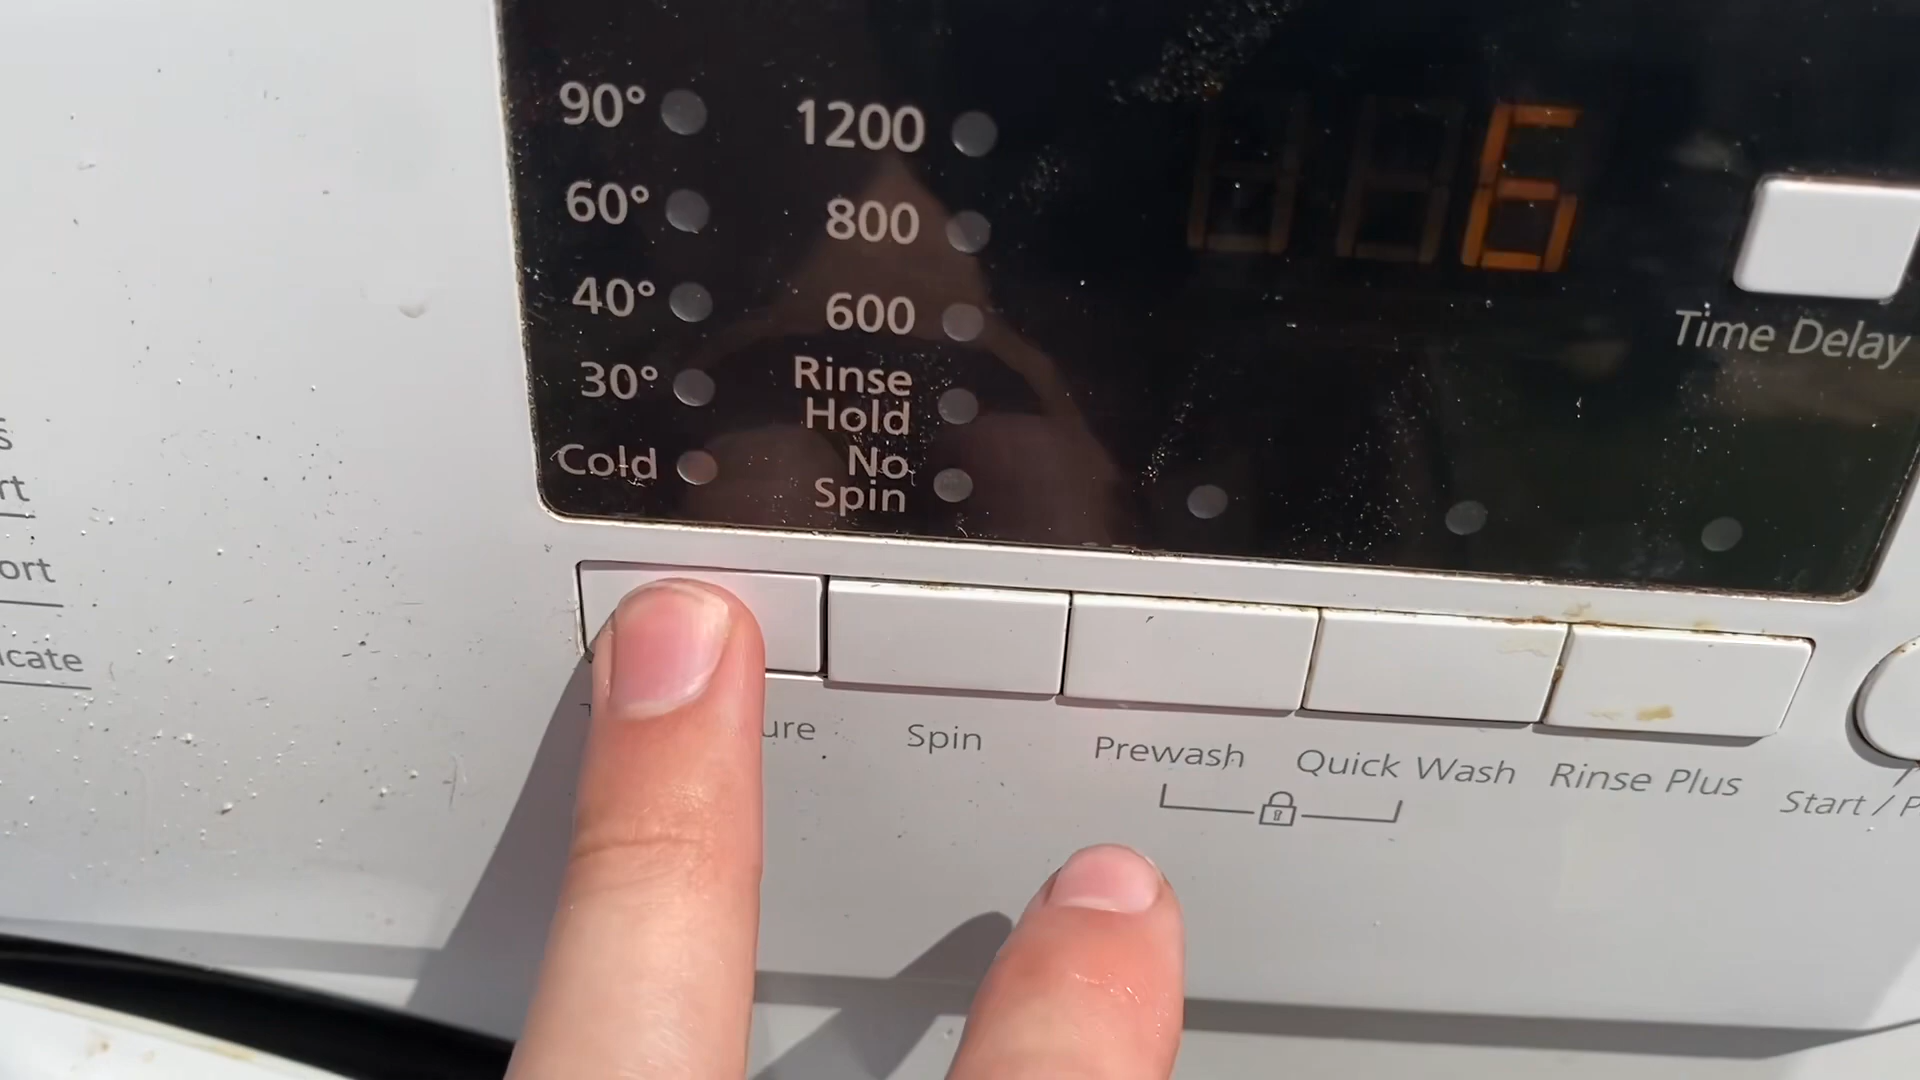 90° 1200 6
60° 800
40° 600
Time Delay
30° Rinse Hold
Cold No Spin
Spin
Prewash
Quick Wash
Rinse Plus
Start /